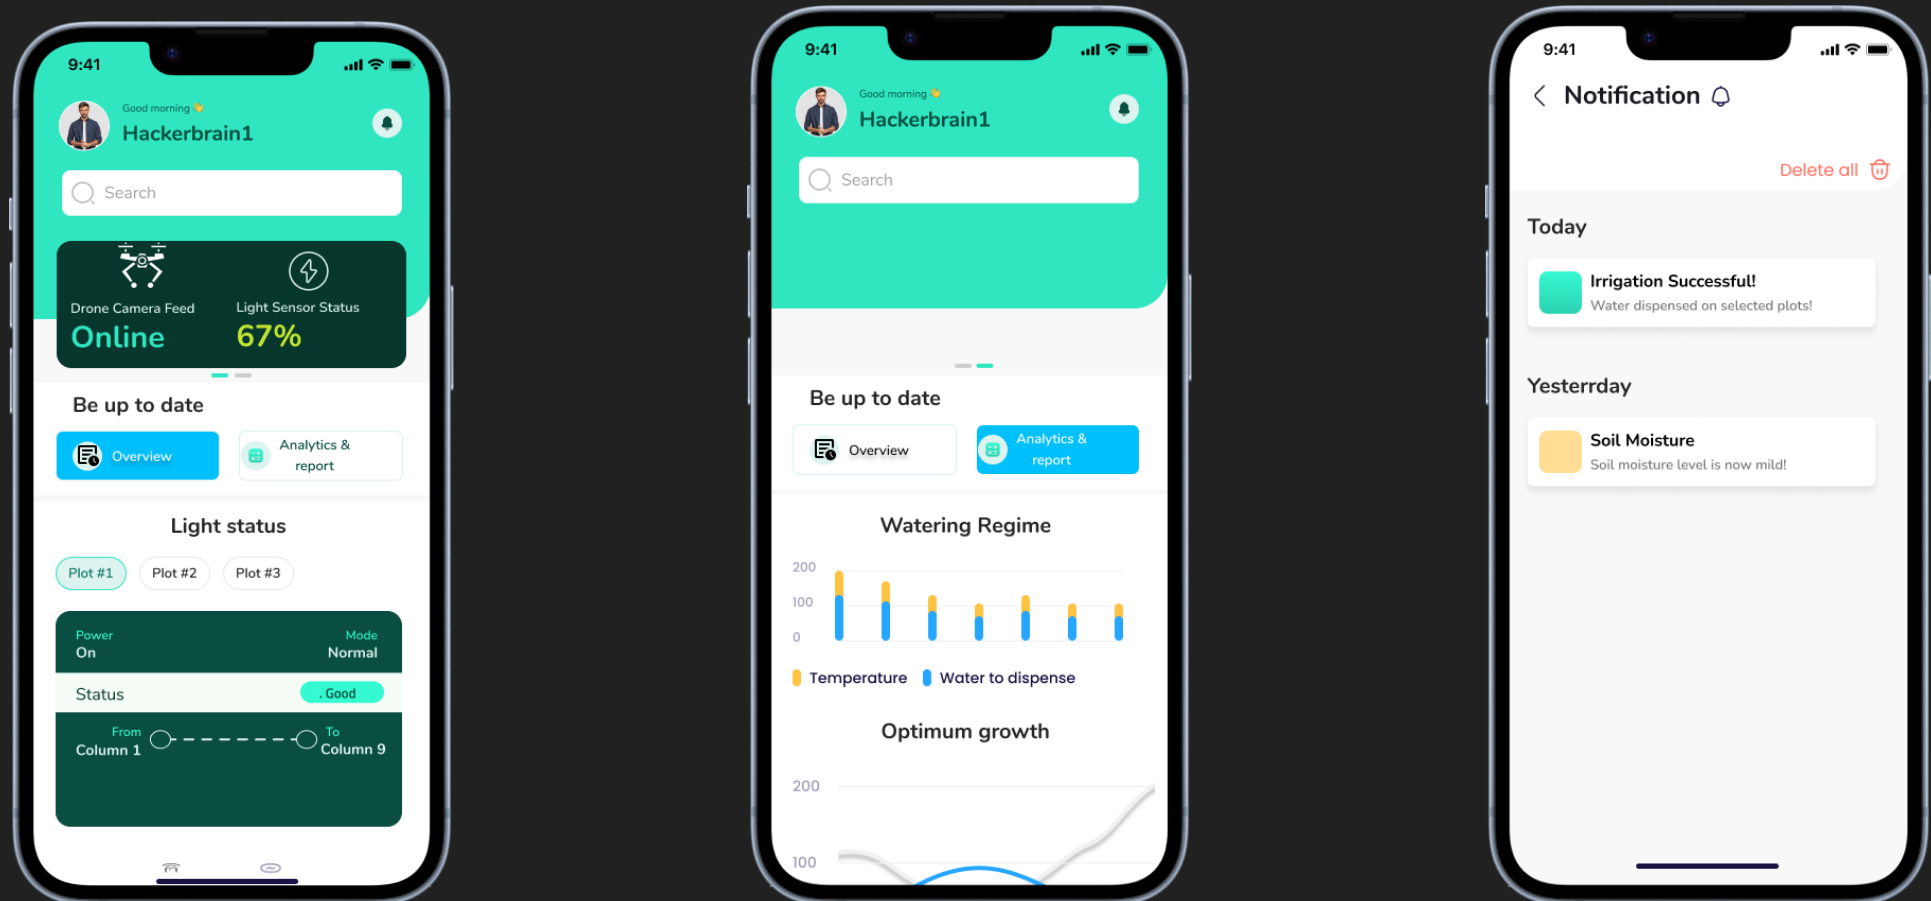 9:41
Good morning 👋
Hackerbrain1
Search
Drone Camera Feed
Online
Light Sensor Status
67%
Be up to date
Overview
Analytics &
report
Light status
Plot #1
Plot #2
Plot #3
Power
On
Mode
Normal
Status
. Good
From
Column 1
To
Column 9
9:41
Good morning 👋
Hackerbrain1
Search
Be up to date
Overview
Analytics &
report
Watering Regime
200
100
0
Temperature
Water to dispense
Optimum growth
200
100
9:41
Notification
Delete all
Today
Irrigation Successful!
Water dispensed on selected plots!
Yesterrday
Soil Moisture
Soil moisture level is now mild!